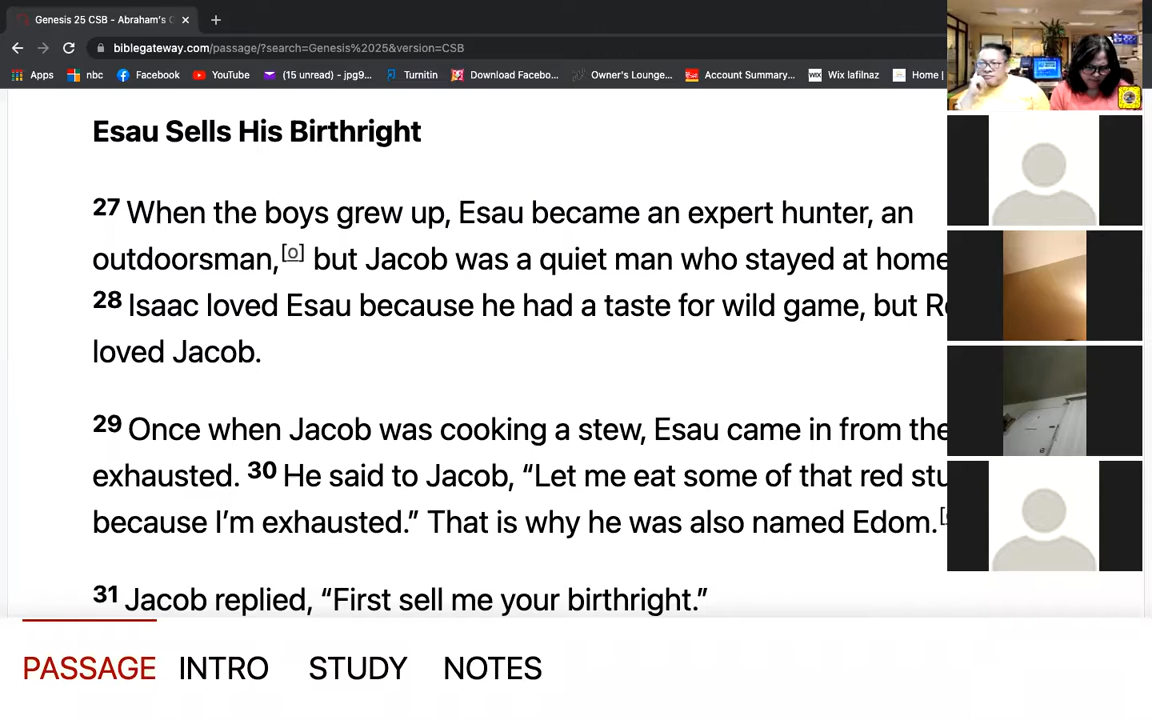 Genesis 25 CSB - Abraham's
biblegateway.com/passage/?search=Genesis%2025&version=CSB
Apps nbc Facebook YouTube (15 unread) - jpg9... Turnitin Download Facebo... Owner's Lounge... Account Summary... WIX Wix lafilnaz Home |
Esau Sells His Birthright
27 When the boys grew up, Esau became an expert hunter, an
outdoorsman,[o] but Jacob was a quiet man who stayed at home
28 Isaac loved Esau because he had a taste for wild game, but R
loved Jacob.
29 Once when Jacob was cooking a stew, Esau came in from the
exhausted. 30 He said to Jacob, “Let me eat some of that red stu
because I’m exhausted.” That is why he was also named Edom.[
31 Jacob replied, “First sell me your birthright.”
PASSAGE INTRO STUDY NOTES